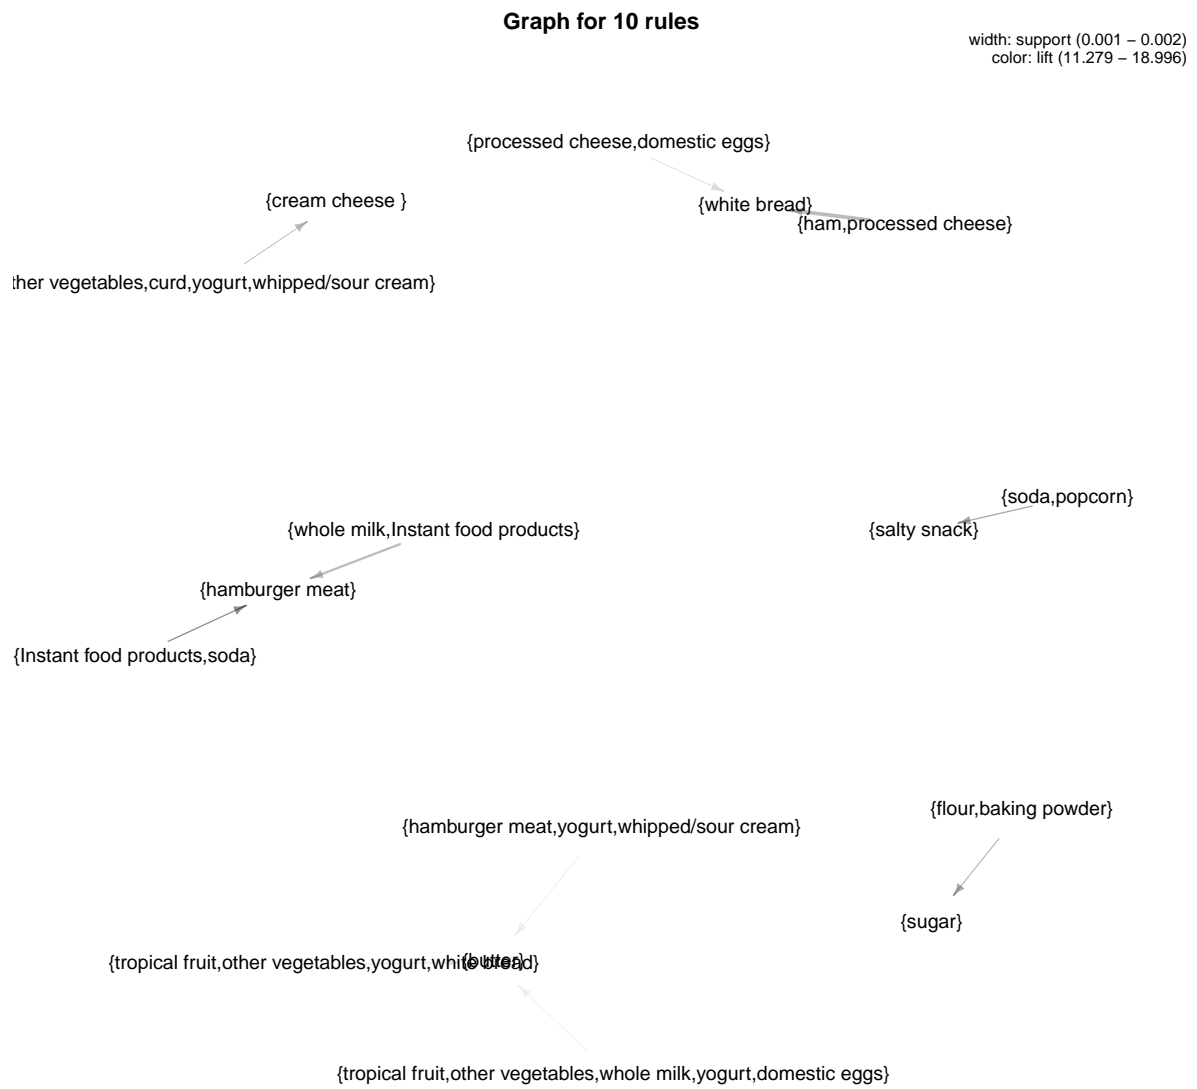 Graph for 10 rules
width: support (0.001 – 0.002)
color: lift (11.279 – 18.996)
{processed cheese,domestic eggs}
{cream cheese }
{white bread}
{ham,processed cheese}
ther vegetables,curd,yogurt,whipped/sour cream}
{soda,popcorn}
{whole milk,Instant food products}
{salty snack}
{hamburger meat}
{Instant food products,soda}
{flour,baking powder}
{hamburger meat,yogurt,whipped/sour cream}
{sugar}
{tropical fruit,other vegetables,yogurt,white bread}
{butter}
{tropical fruit,other vegetables,whole milk,yogurt,domestic eggs}